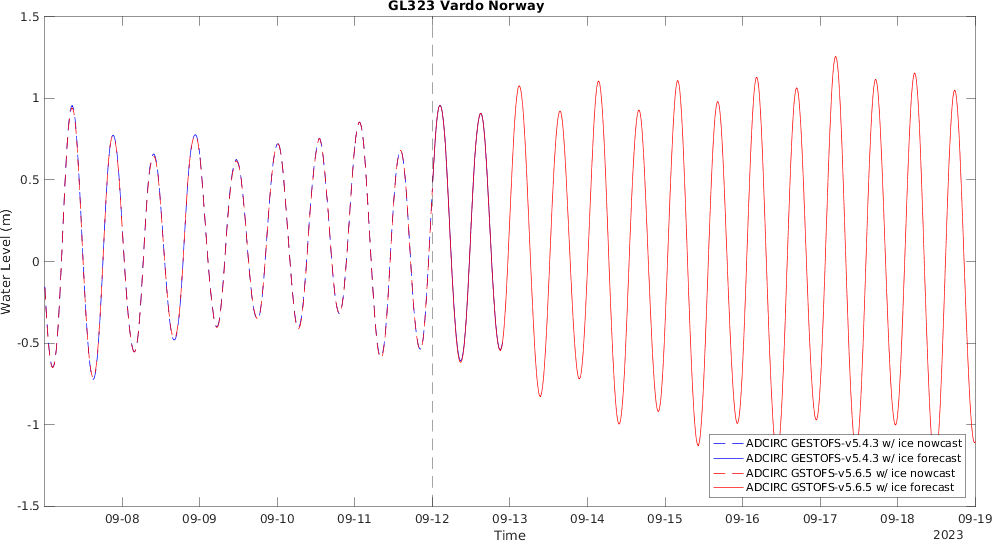 GL323 Vardo Norway
1.5
1
0.5
0
-0.5
-1
-1.5
Water Level (m)
ADCIRC GESTOFS-v5.4.3 w/ ice nowcast
ADCIRC GESTOFS-v5.4.3 w/ ice forecast
ADCIRC GSTOFS-v5.6.5 w/ ice nowcast
ADCIRC GSTOFS-v5.6.5 w/ ice forecast
09-08 09-09 09-10 09-11 09-12 09-13 09-14 09-15 09-16 09-17 09-18 09-19
Time
2023